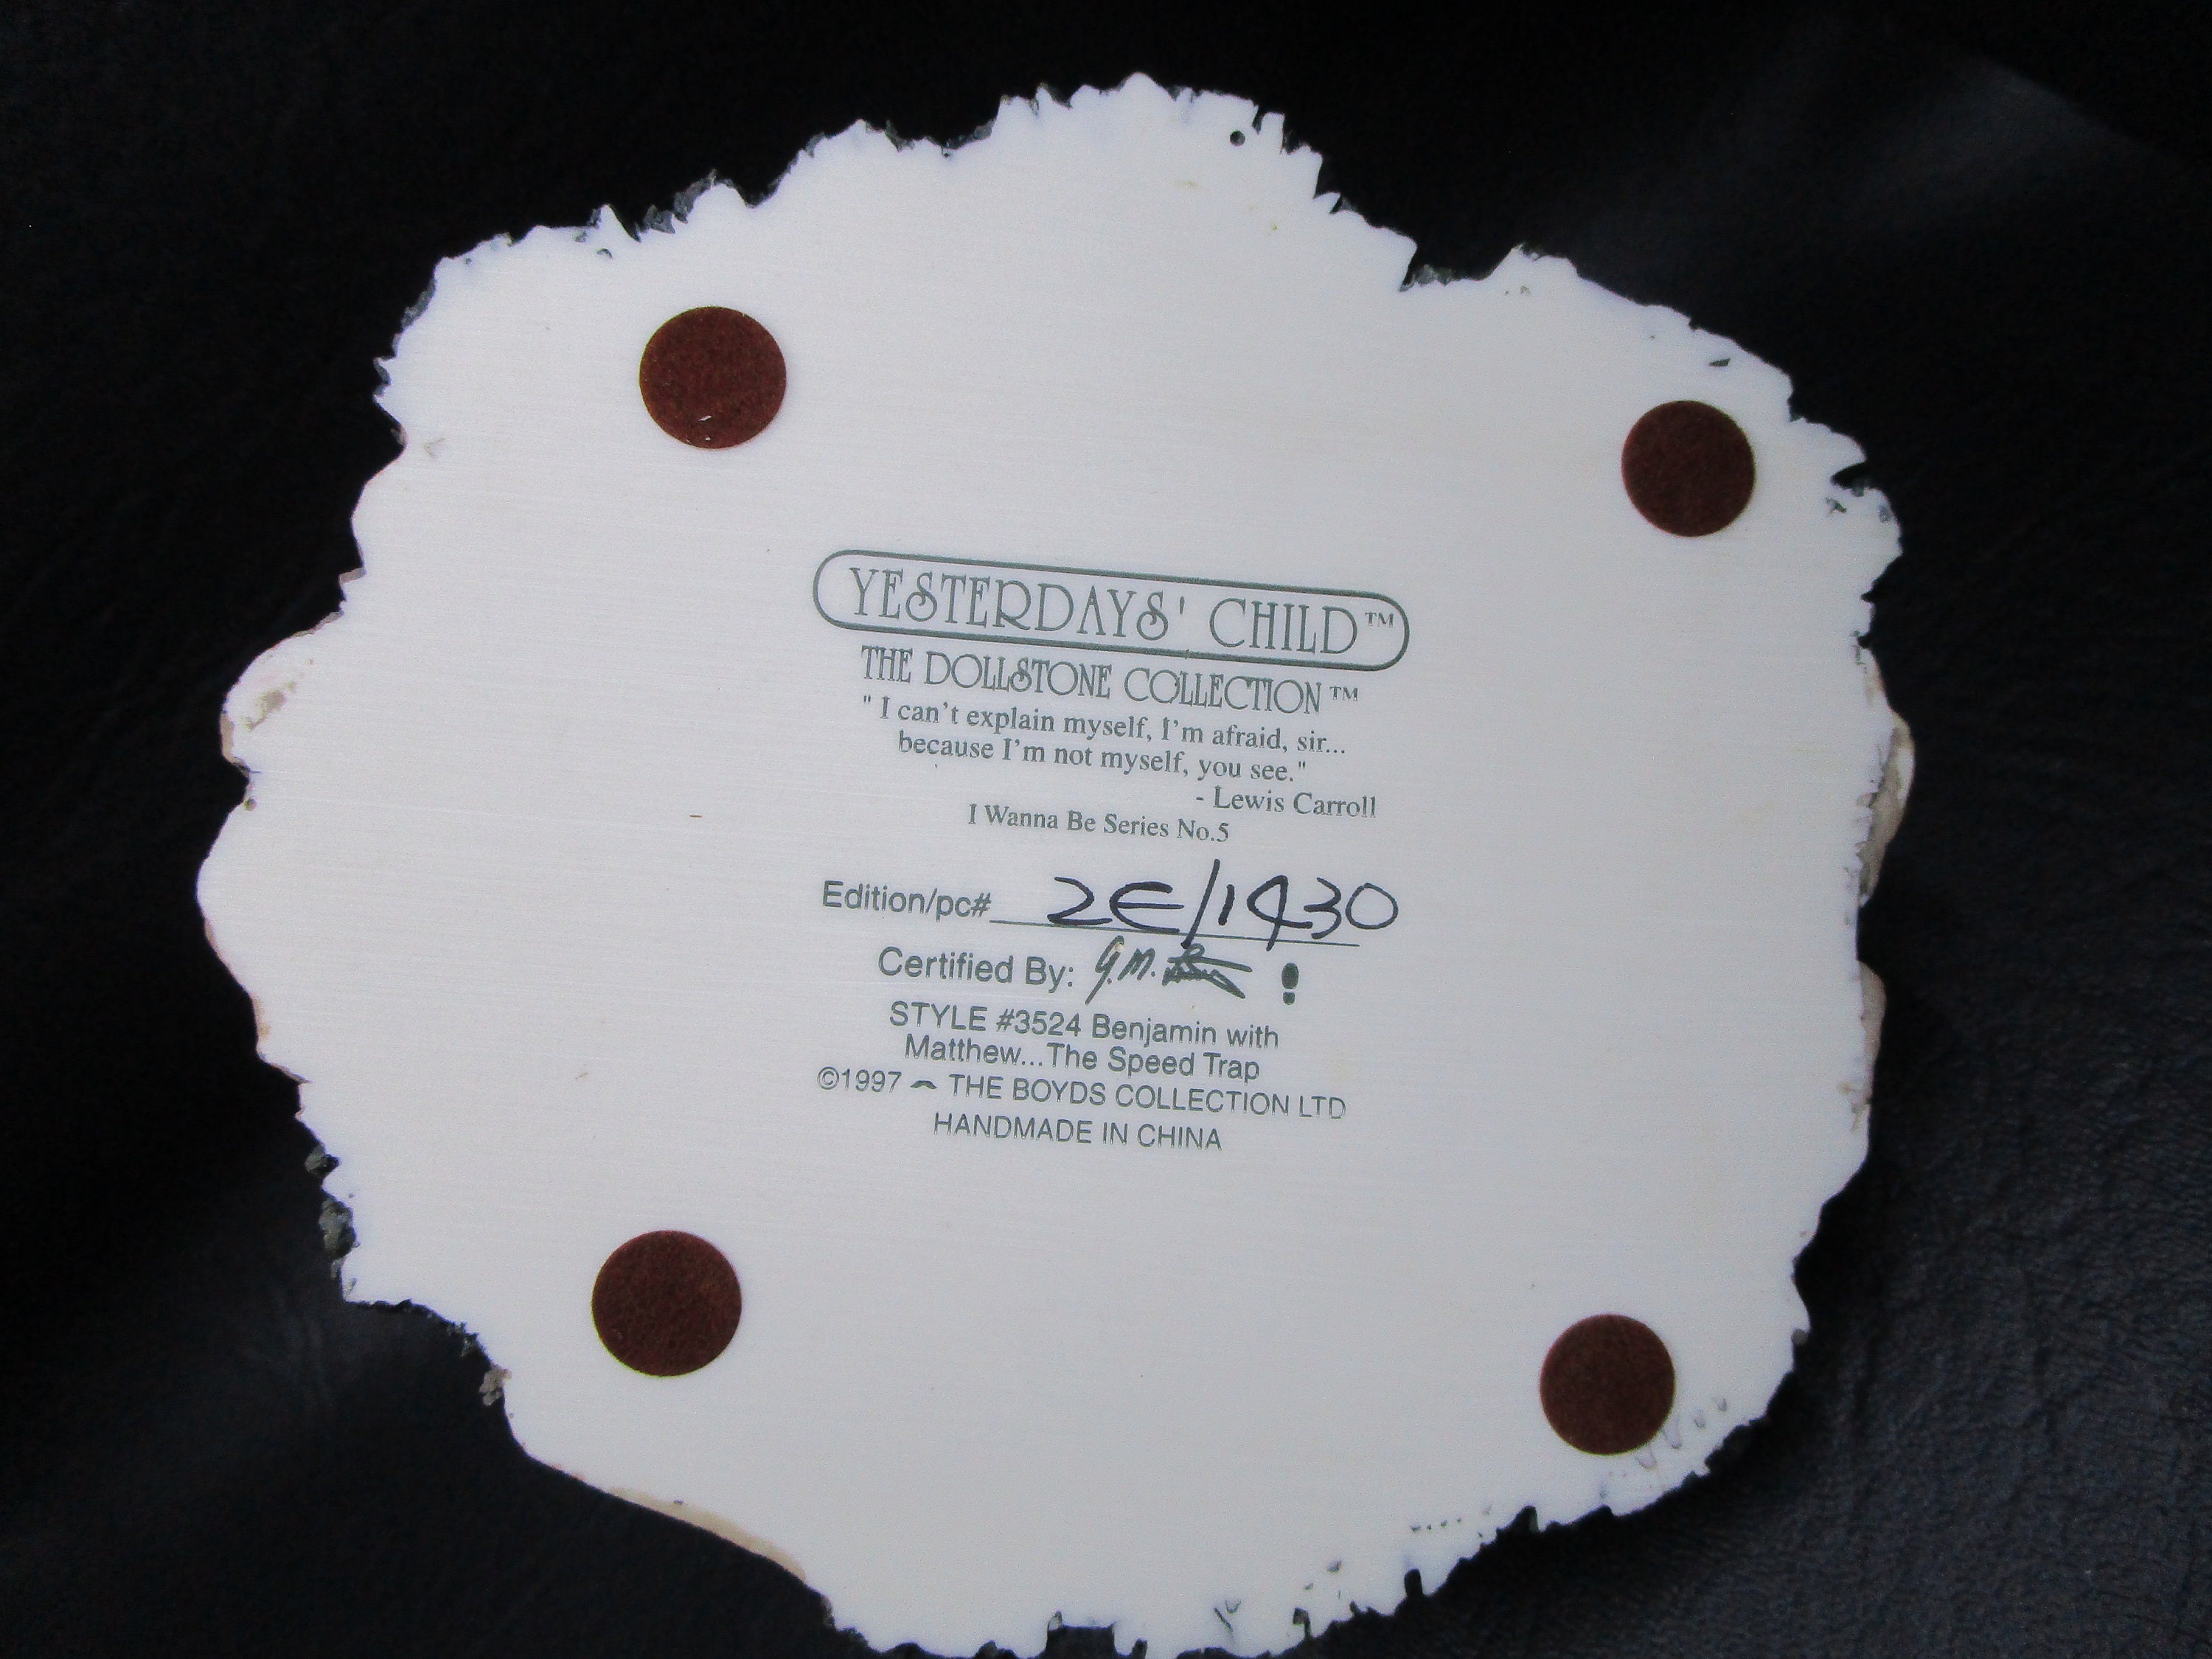 YESTERDAYS' CHILD™
THE DOLLSTONE COLLECTION™
" I can't explain myself, I'm afraid, sir...
because I'm not myself, you see."
- Lewis Carroll
I Wanna Be Series No.5
Edition/pc# 2E/1430
Certified By: G.M.
STYLE #3524 Benjamin with
Matthew...The Speed Trap
©1997 THE BOYDS COLLECTION LTD
HANDMADE IN CHINA